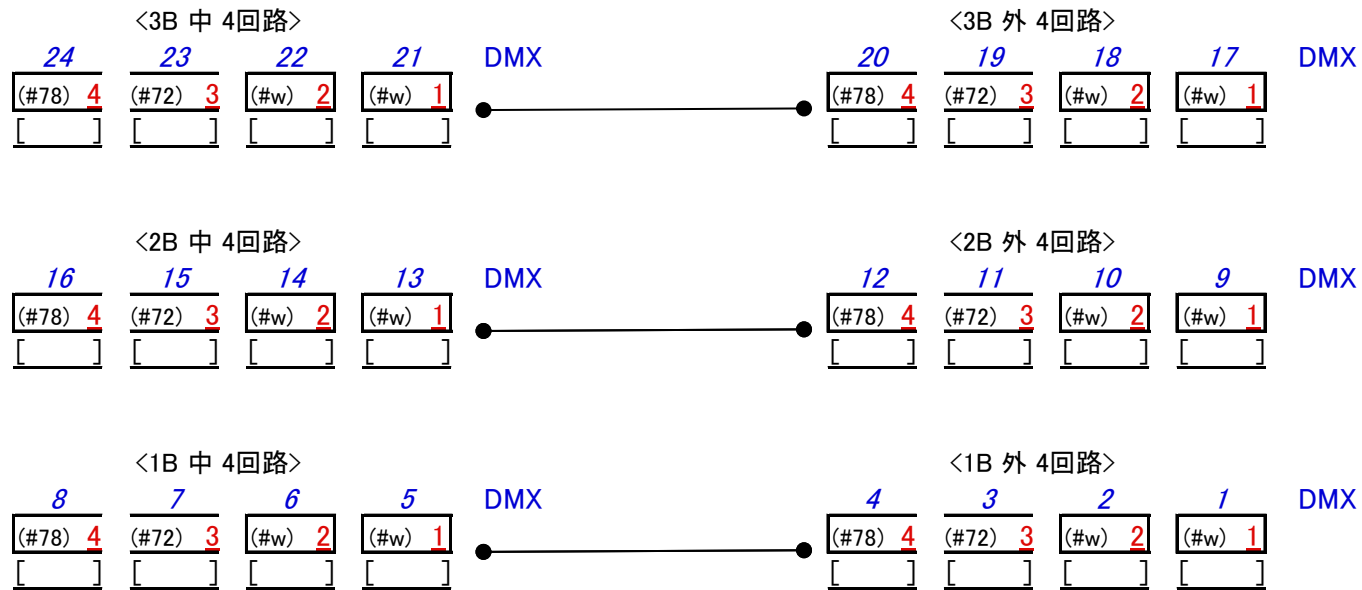 <3B 中 4回路> <3B 外 4回路>
24 23 22 21 DMX 20 19 18 17 DMX
(#78) 4 (#72) 3 (#w) 2 (#w) 1 (#78) 4 (#72) 3 (#w) 2 (#w) 1
[ ] [ ] [ ] [ ] [ ] [ ] [ ] [ ]
<2B 中 4回路> <2B 外 4回路>
16 15 14 13 DMX 12 11 10 9 DMX
(#78) 4 (#72) 3 (#w) 2 (#w) 1 (#78) 4 (#72) 3 (#w) 2 (#w) 1
[ ] [ ] [ ] [ ] [ ] [ ] [ ] [ ]
<1B 中 4回路> <1B 外 4回路>
8 7 6 5 DMX 4 3 2 1 DMX
(#78) 4 (#72) 3 (#w) 2 (#w) 1 (#78) 4 (#72) 3 (#w) 2 (#w) 1
[ ] [ ] [ ] [ ] [ ] [ ] [ ] [ ]